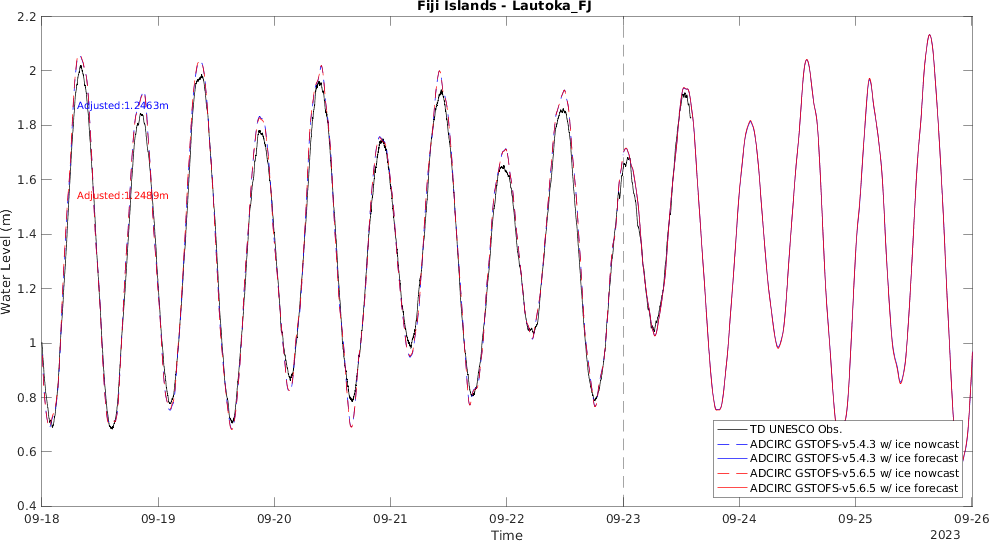 Fiji Islands - Lautoka_FJ
2.2
2
1.8
1.6
1.4
1.2
1
0.8
0.6
0.4
Water Level (m)
Adjusted:1.2463m
Adjusted:1.2489m
TD UNESCO Obs.
ADCIRC GSTOFS-v5.4.3 w/ ice nowcast
ADCIRC GSTOFS-v5.4.3 w/ ice forecast
ADCIRC GSTOFS-v5.6.5 w/ ice nowcast
ADCIRC GSTOFS-v5.6.5 w/ ice forecast
09-18 09-19 09-20 09-21 09-22 09-23 09-24 09-25 09-26
Time
2023